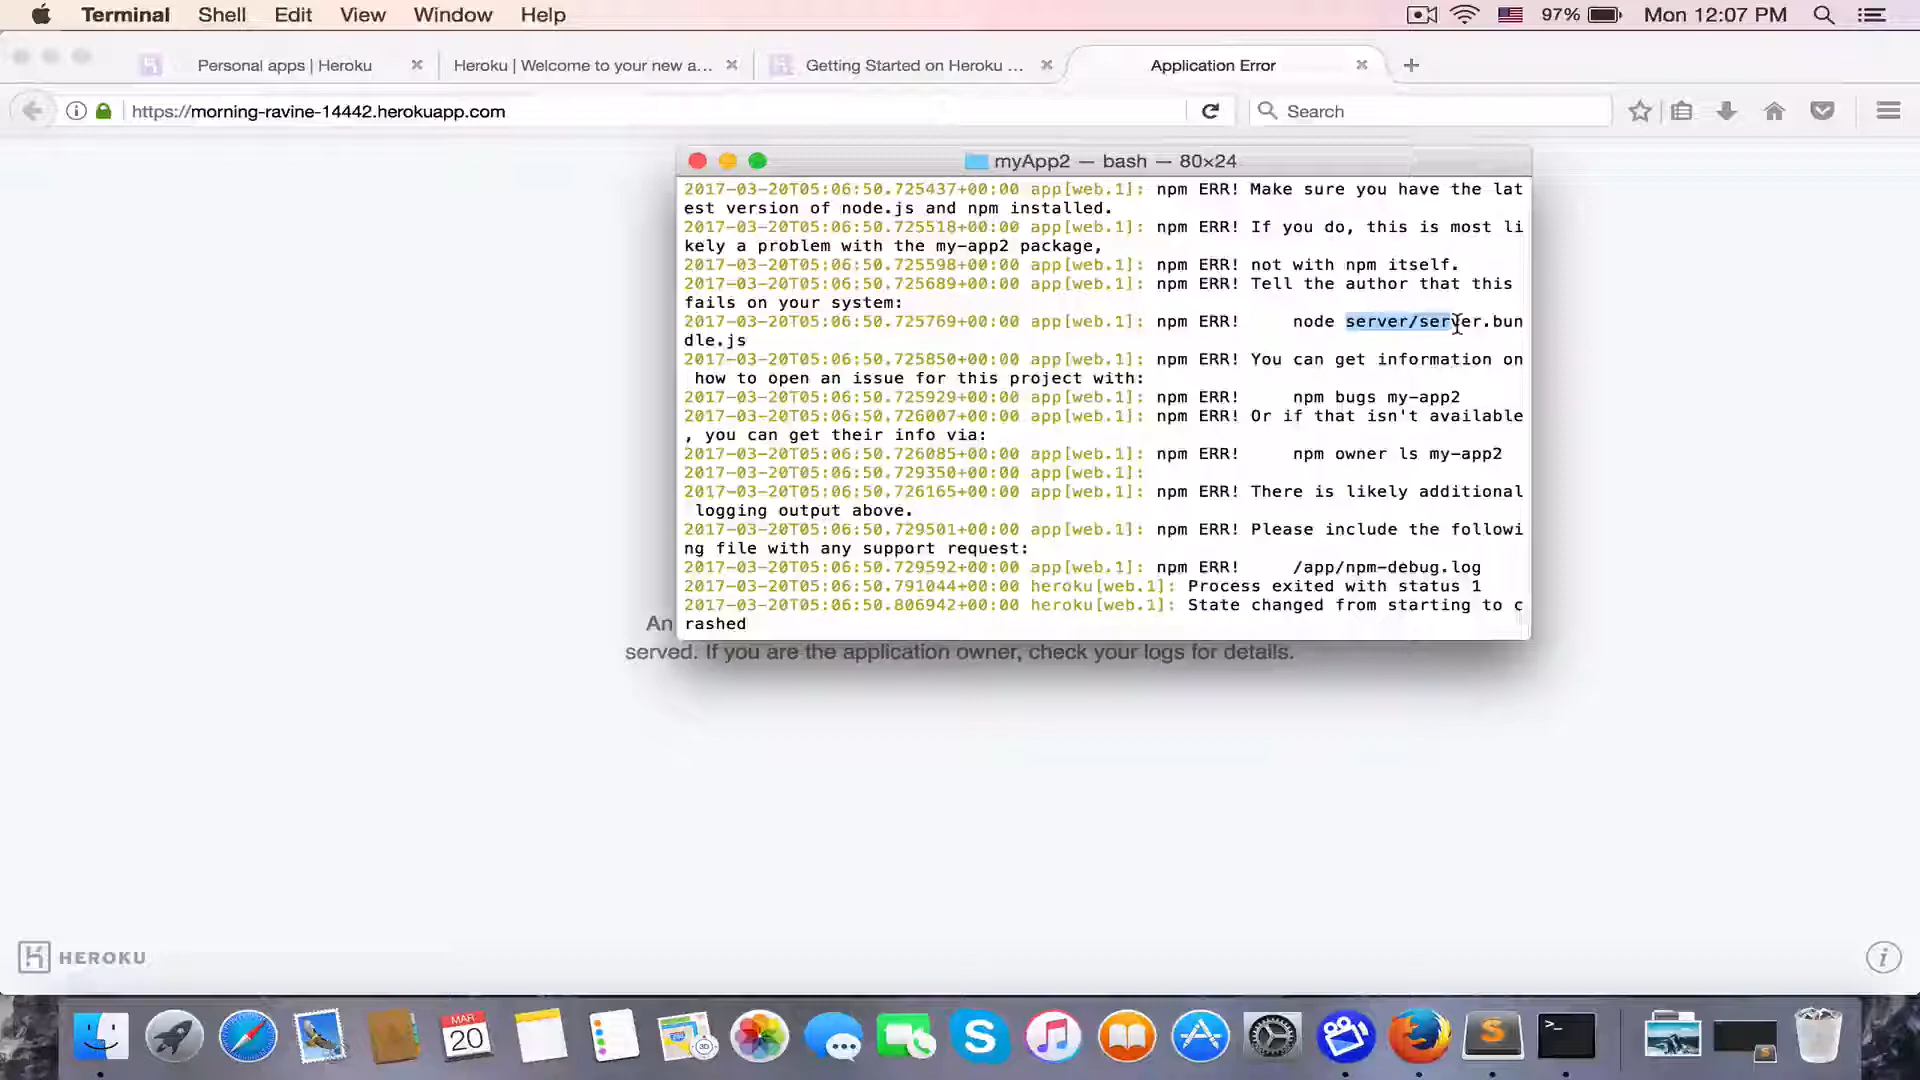 Terminal Shell Edit View Window Help 97% Mon 12:07 PM
Personal apps | Heroku Heroku | Welcome to your new a... Getting Started on Heroku ... Application Error
https://morning-ravine-14442.herokuapp.com Search
myApp2 — bash — 80×24
2017-03-20T05:06:50.725437+00:00 app[web.1]: npm ERR! Make sure you have the lat
est version of node.js and npm installed.
2017-03-20T05:06:50.725518+00:00 app[web.1]: npm ERR! If you do, this is most li
kely a problem with the my-app2 package,
2017-03-20T05:06:50.725598+00:00 app[web.1]: npm ERR! not with npm itself.
2017-03-20T05:06:50.725689+00:00 app[web.1]: npm ERR! Tell the author that this
fails on your system:
2017-03-20T05:06:50.725769+00:00 app[web.1]: npm ERR!     node server/server.bun
dle.js
2017-03-20T05:06:50.725850+00:00 app[web.1]: npm ERR! You can get information on
 how to open an issue for this project with:
2017-03-20T05:06:50.725929+00:00 app[web.1]: npm ERR!     npm bugs my-app2
2017-03-20T05:06:50.726007+00:00 app[web.1]: npm ERR! Or if that isn't available
, you can get their info via:
2017-03-20T05:06:50.726085+00:00 app[web.1]: npm ERR!     npm owner ls my-app2
2017-03-20T05:06:50.729350+00:00 app[web.1]:
2017-03-20T05:06:50.726165+00:00 app[web.1]: npm ERR! There is likely additional
 logging output above.
2017-03-20T05:06:50.729501+00:00 app[web.1]: npm ERR! Please include the followi
ng file with any support request:
2017-03-20T05:06:50.729592+00:00 app[web.1]: npm ERR!     /app/npm-debug.log
2017-03-20T05:06:50.791044+00:00 heroku[web.1]: Process exited with status 1
2017-03-20T05:06:50.806942+00:00 heroku[web.1]: State changed from starting to c
rashed
An
served. If you are the application owner, check your logs for details.
HEROKU
MAR
20
3D